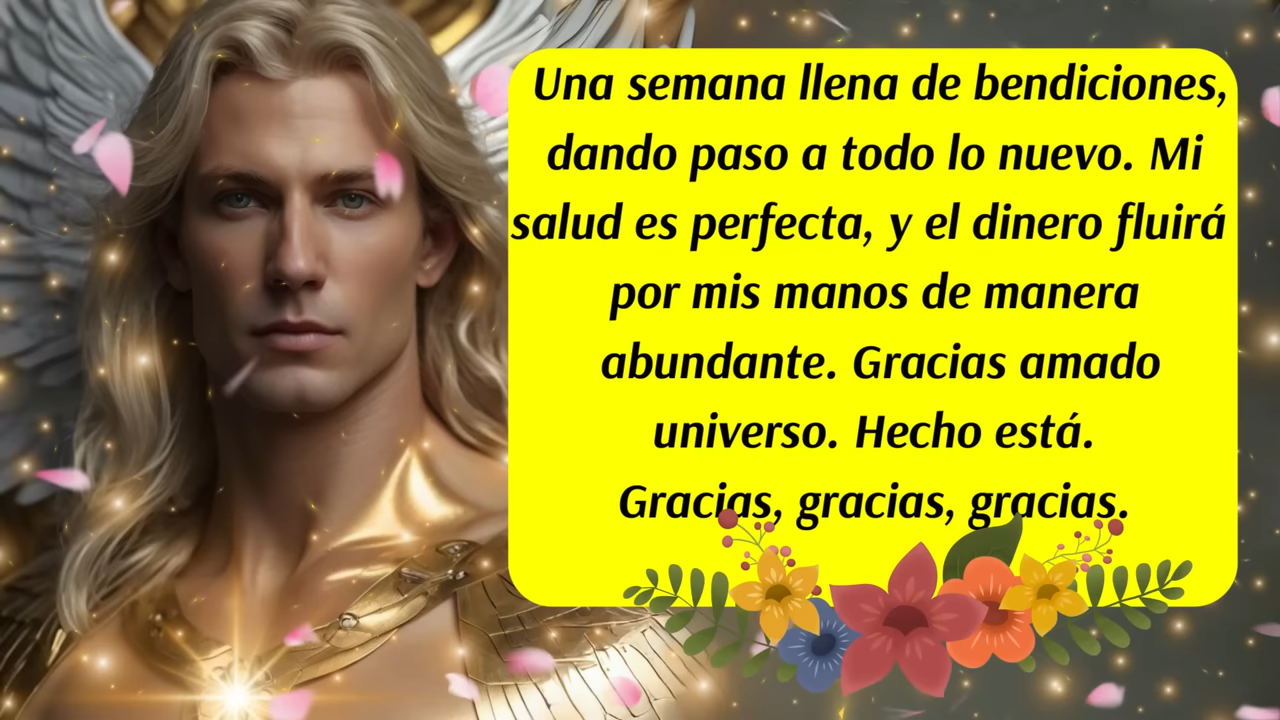 Una semana llena de bendiciones,
dando paso a todo lo nuevo. Mi
salud es perfecta, y el dinero fluirá
por mis manos de manera
abundante. Gracias amado
universo. Hecho está.
Gracias, gracias, gracias.